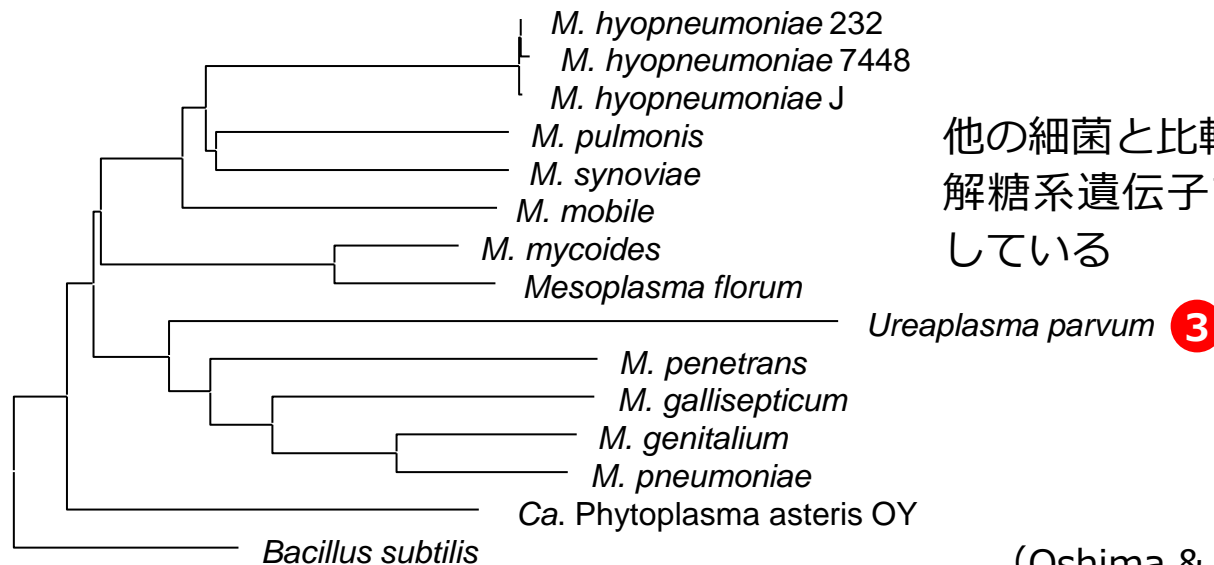 M. hyopneumoniae 232
M. hyopneumoniae 7448
M. hyopneumoniae J
M. pulmonis
M. synoviae
M. mobile
M. mycoides
Mesoplasma florum
Ureaplasma parvum 3
M. penetrans
M. gallisepticum
M. genitalium
M. pneumoniae
Ca. Phytoplasma asteris OY
Bacillus subtilis
他の細菌と比
解糖系遺伝子
している
(Oshima &